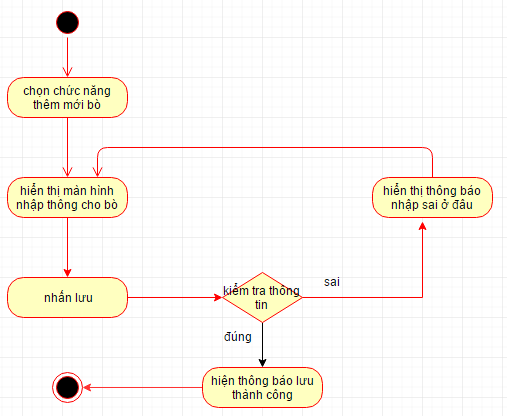 chọn chức năng
thêm mới bò
hiển thị màn hình
nhập thông cho bò
hiển thị thông báo
nhập sai ở đâu
nhấn lưu
kiểm tra thông
tin
sai
đúng
hiện thông báo lưu
thành công